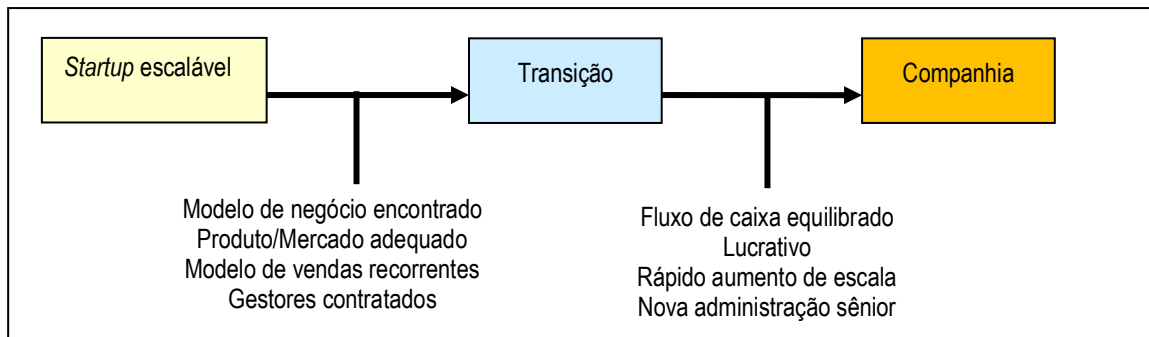 Startup escalável
Transição
Companhia
Modelo de negócio encontrado
Produto/Mercado adequado
Modelo de vendas recorrentes
Gestores contratados
Fluxo de caixa equilibrado
Lucrativo
Rápido aumento de escala
Nova administração sênior